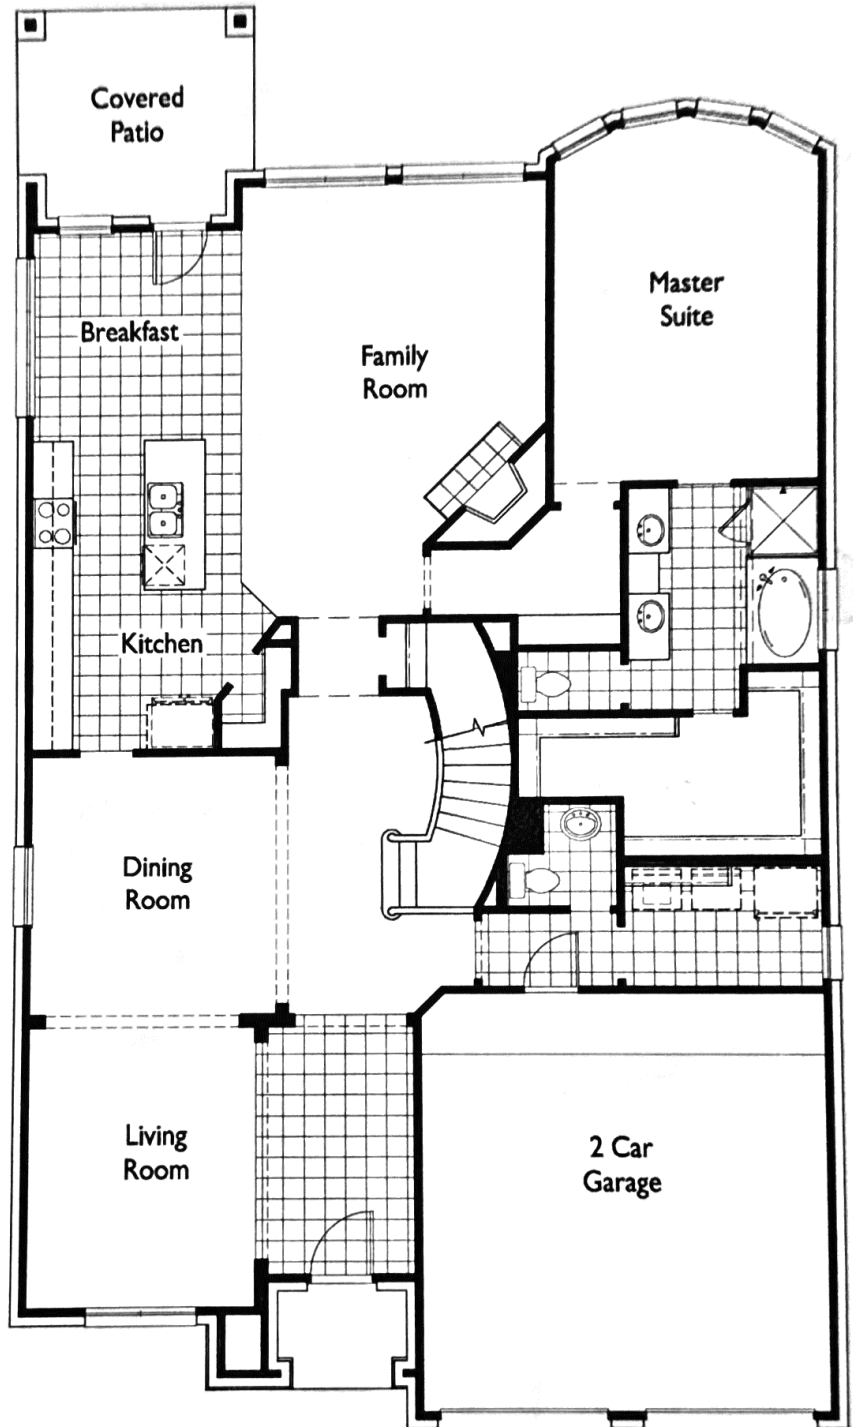 Covered
Patio
Master
Suite
Breakfast
Family
Room
Kitchen
Dining
Room
Living
Room
2 Car
Garage